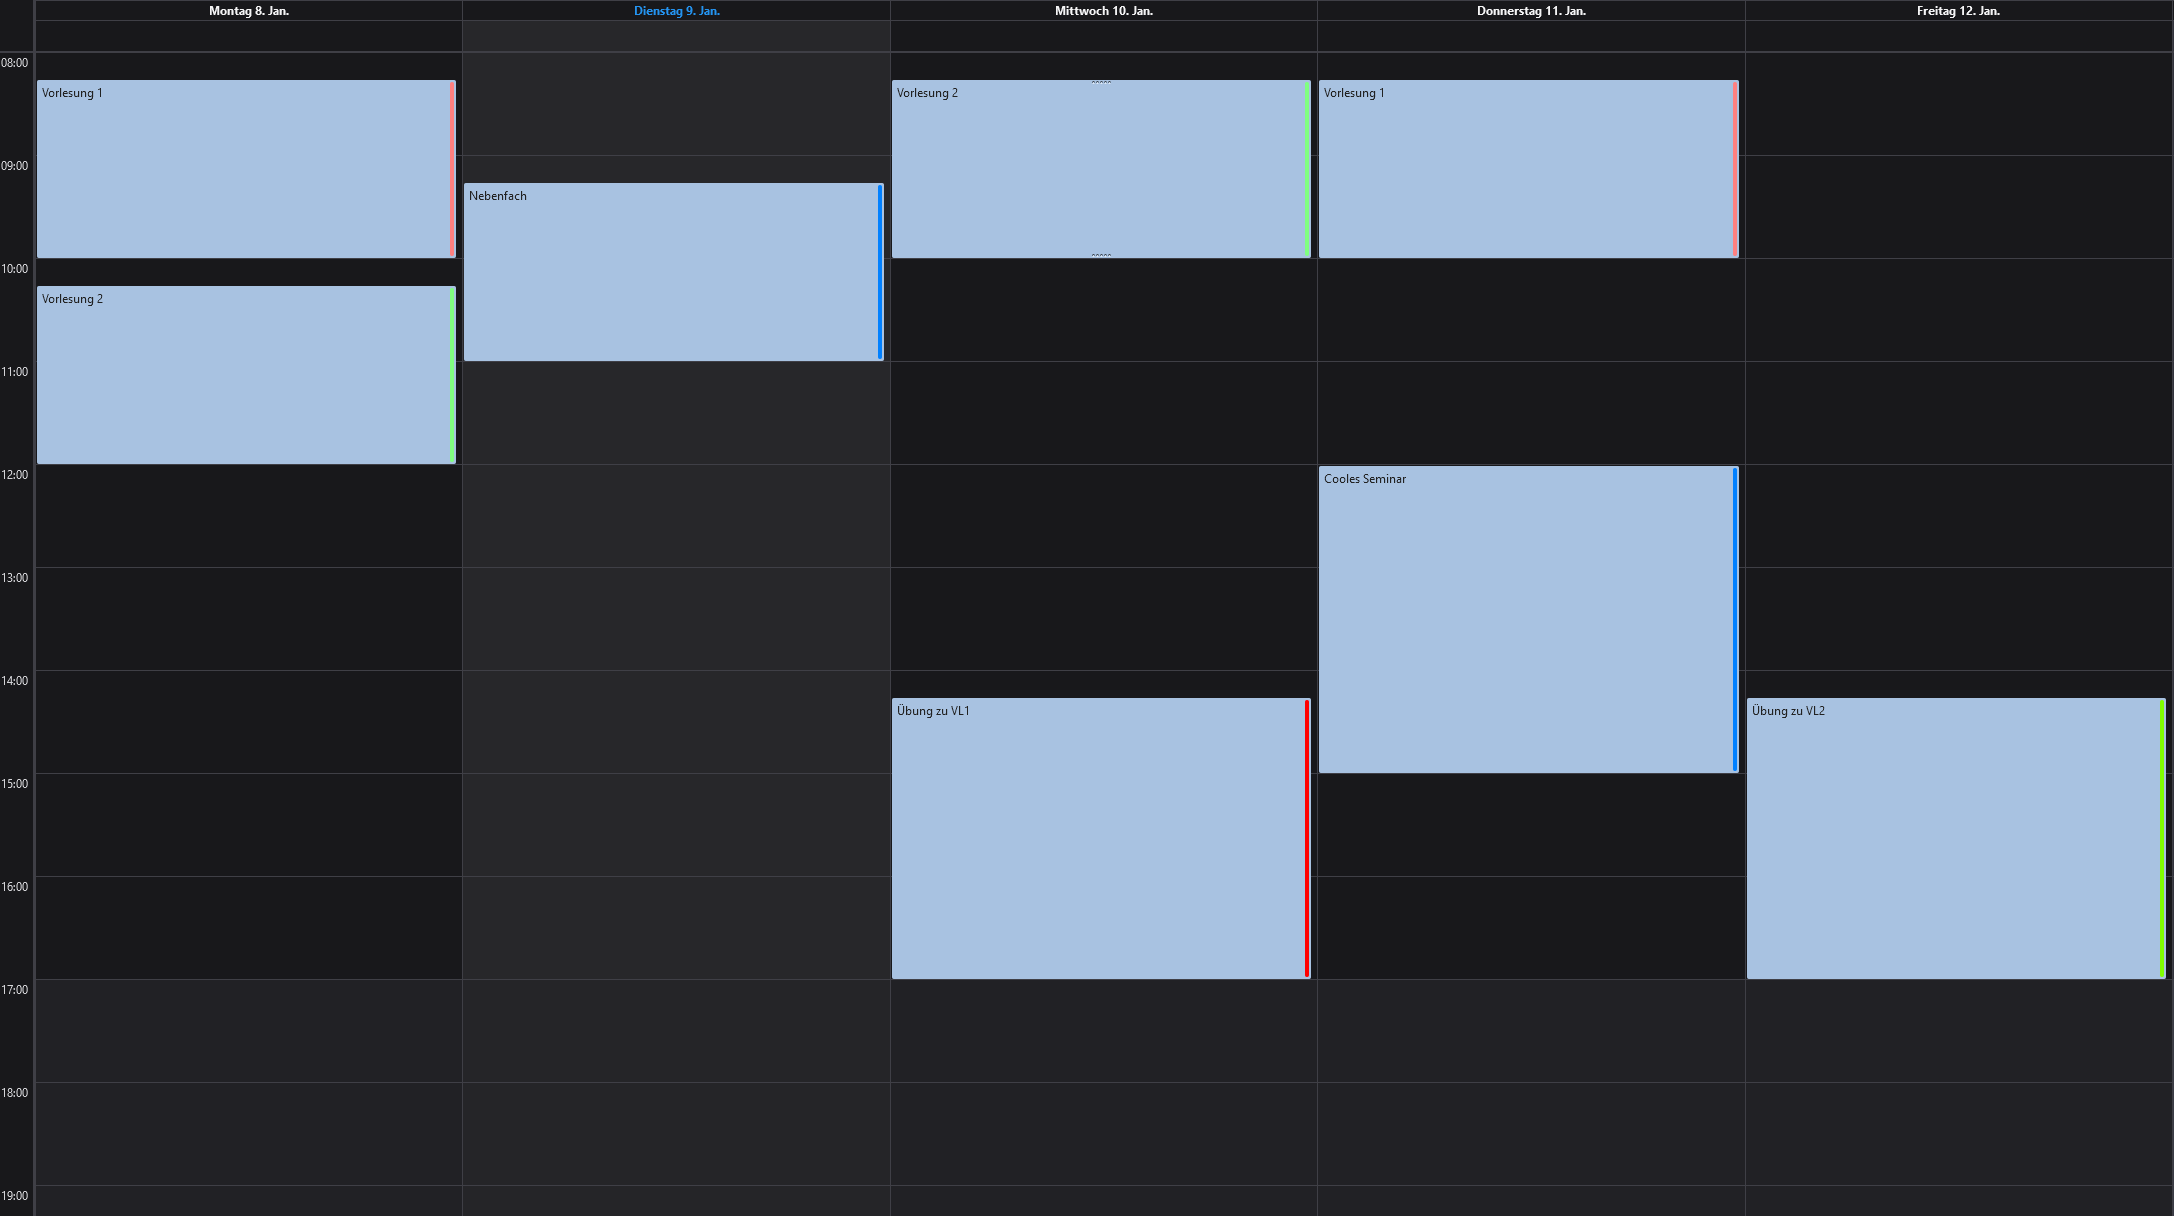 Montag 8. Jan.
Dienstag 9. Jan.
Mittwoch 10. Jan.
Donnerstag 11. Jan.
Freitag 12. Jan.
08:00
Vorlesung 1
Vorlesung 2
Vorlesung 1
09:00
Nebenfach
10:00
Vorlesung 2
11:00
12:00
Cooles Seminar
13:00
14:00
Übung zu VL1
Übung zu VL2
15:00
16:00
17:00
18:00
19:00